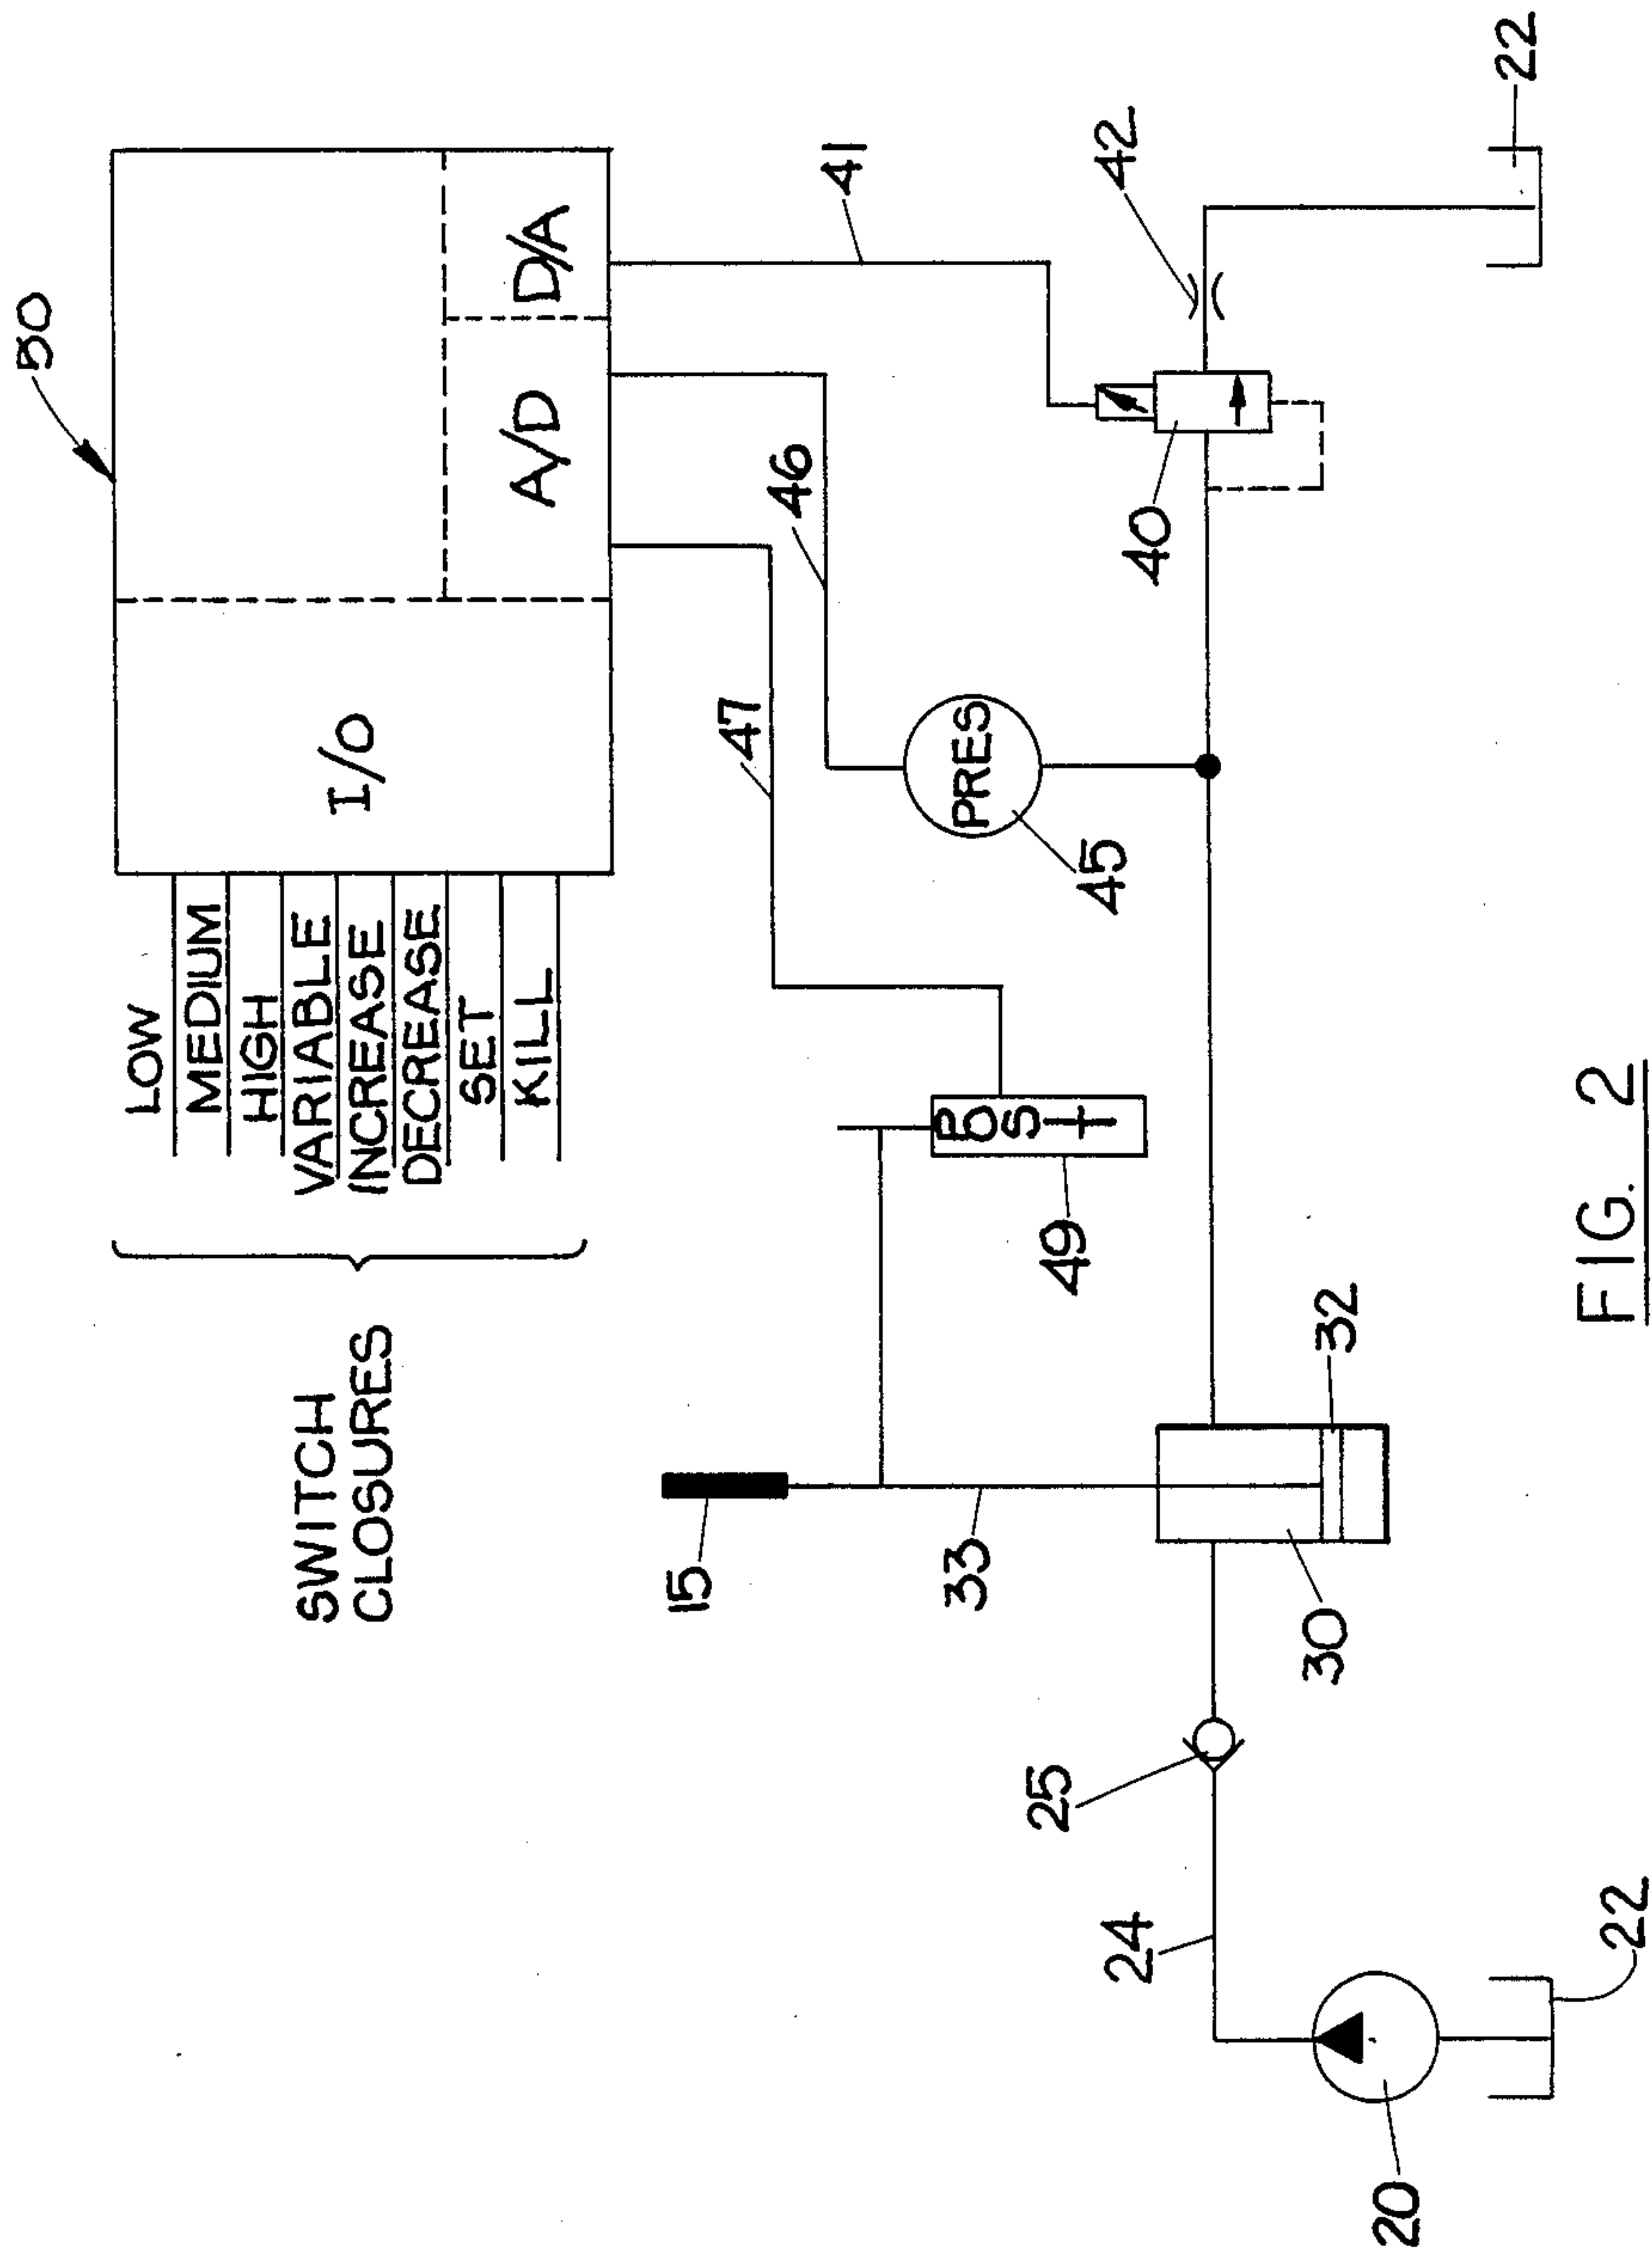 50
I/O
A/D
D/A
LOW
MEDIUM
HIGH
VARIABLE
INCREASE
DECREASE
SET
KILL
SWITCH
CLOSURES
47
46
41
15
33
49
POSIT
PRES
45
40
42
22
24
25
30
32
20
22
FIG. 2